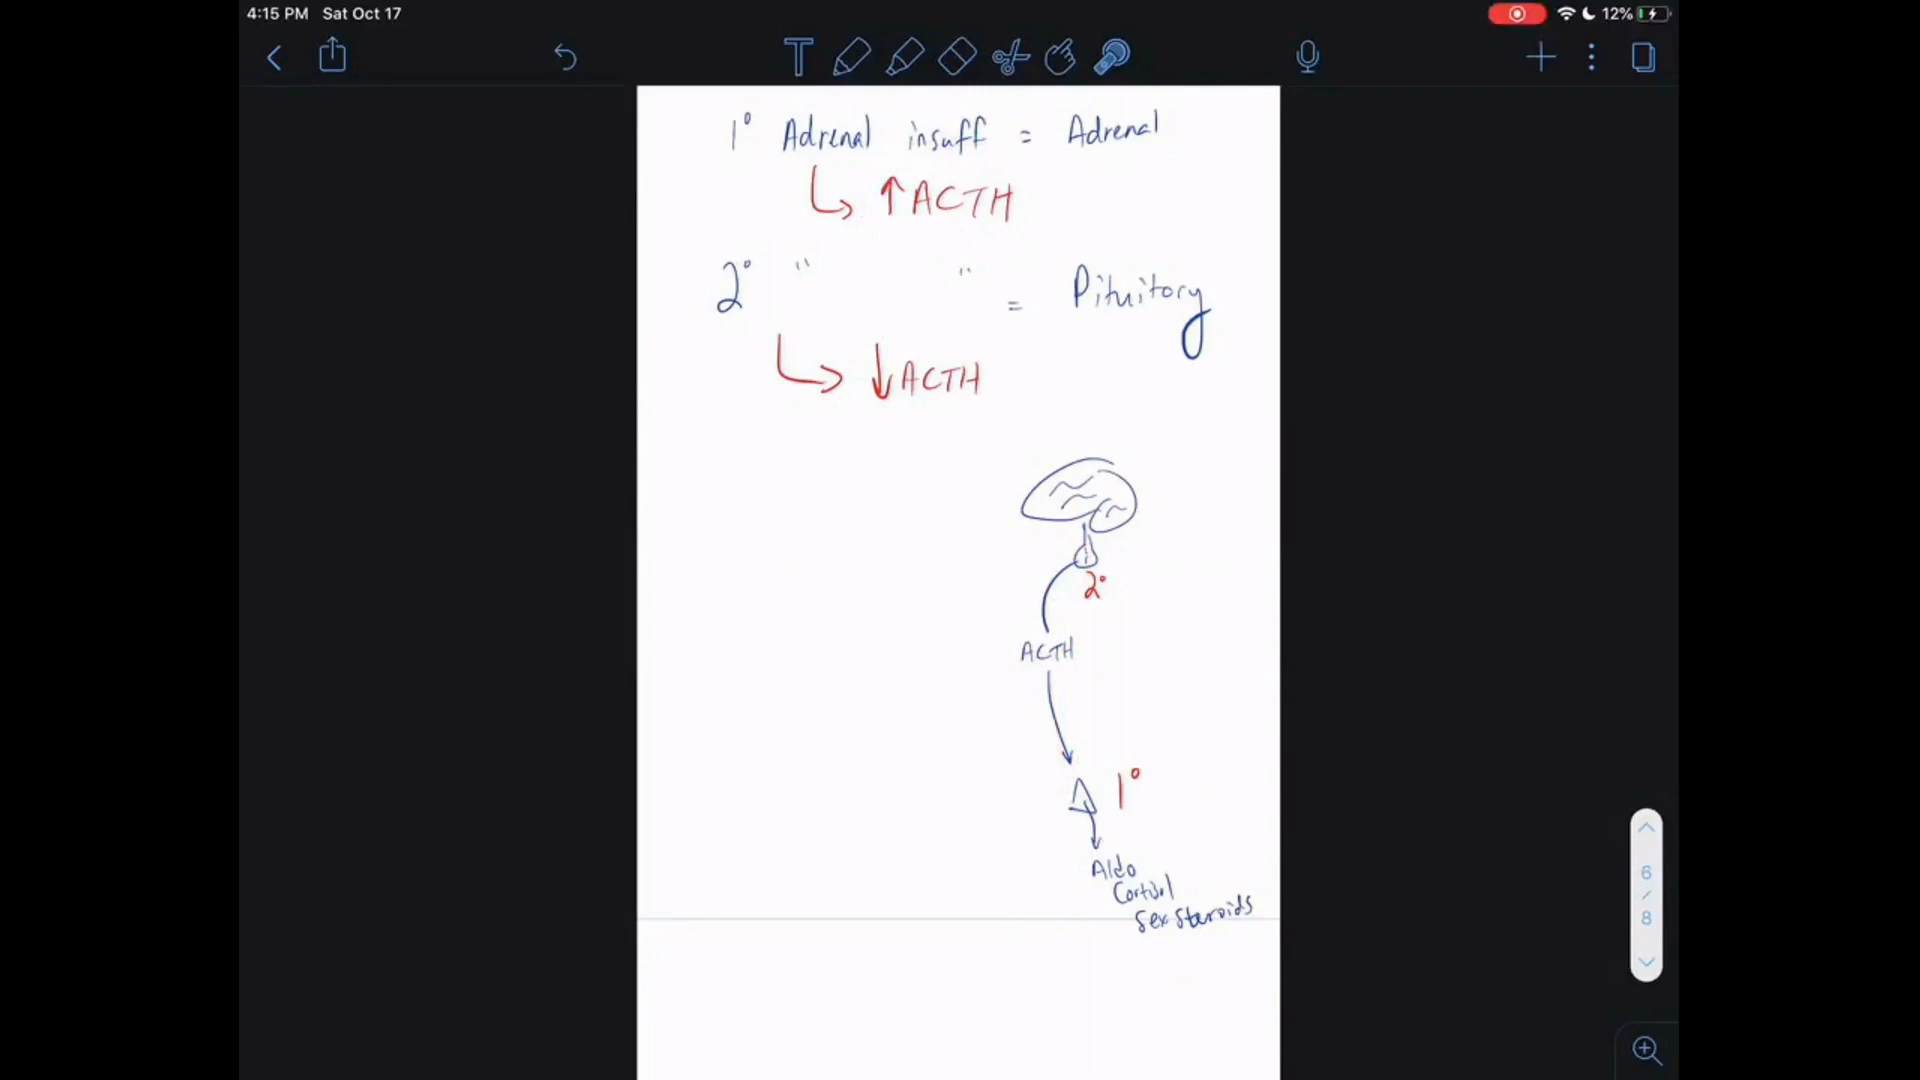 4:15 PM Sat Oct 17
12%
1° Adrenal insuff = Adrenal
↑ ACTH
2° " " = Pituitory
↓ ACTH
2°
ACTH
1°
Aldo
Cortisol
Sex Steroids
6
/
8